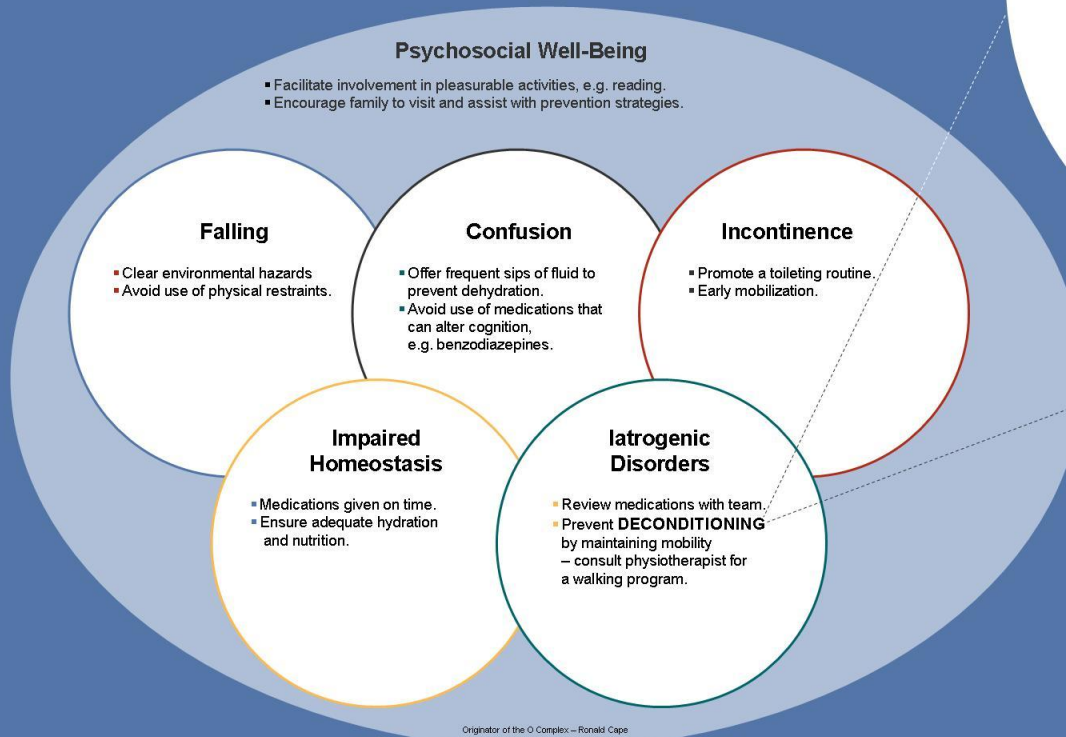 Psychosocial Well-Being
▪ Facilitate involvement in pleasurable activities, e.g. reading.
▪ Encourage family to visit and assist with prevention strategies.
Falling
▪ Clear environmental hazards
▪ Avoid use of physical restraints.
Confusion
▪ Offer frequent sips of fluid to
prevent dehydration.
▪ Avoid use of medications that
can alter cognition,
e.g. benzodiazepines.
Incontinence
▪ Promote a toileting routine.
▪ Early mobilization.
Impaired
Homeostasis
▪ Medications given on time.
▪ Ensure adequate hydration
and nutrition.
Iatrogenic
Disorders
▪ Review medications with team.
▪ Prevent DECONDITIONING
by maintaining mobility
– consult physiotherapist for
a walking program.
Originator of the O Complex – Ronald Cape